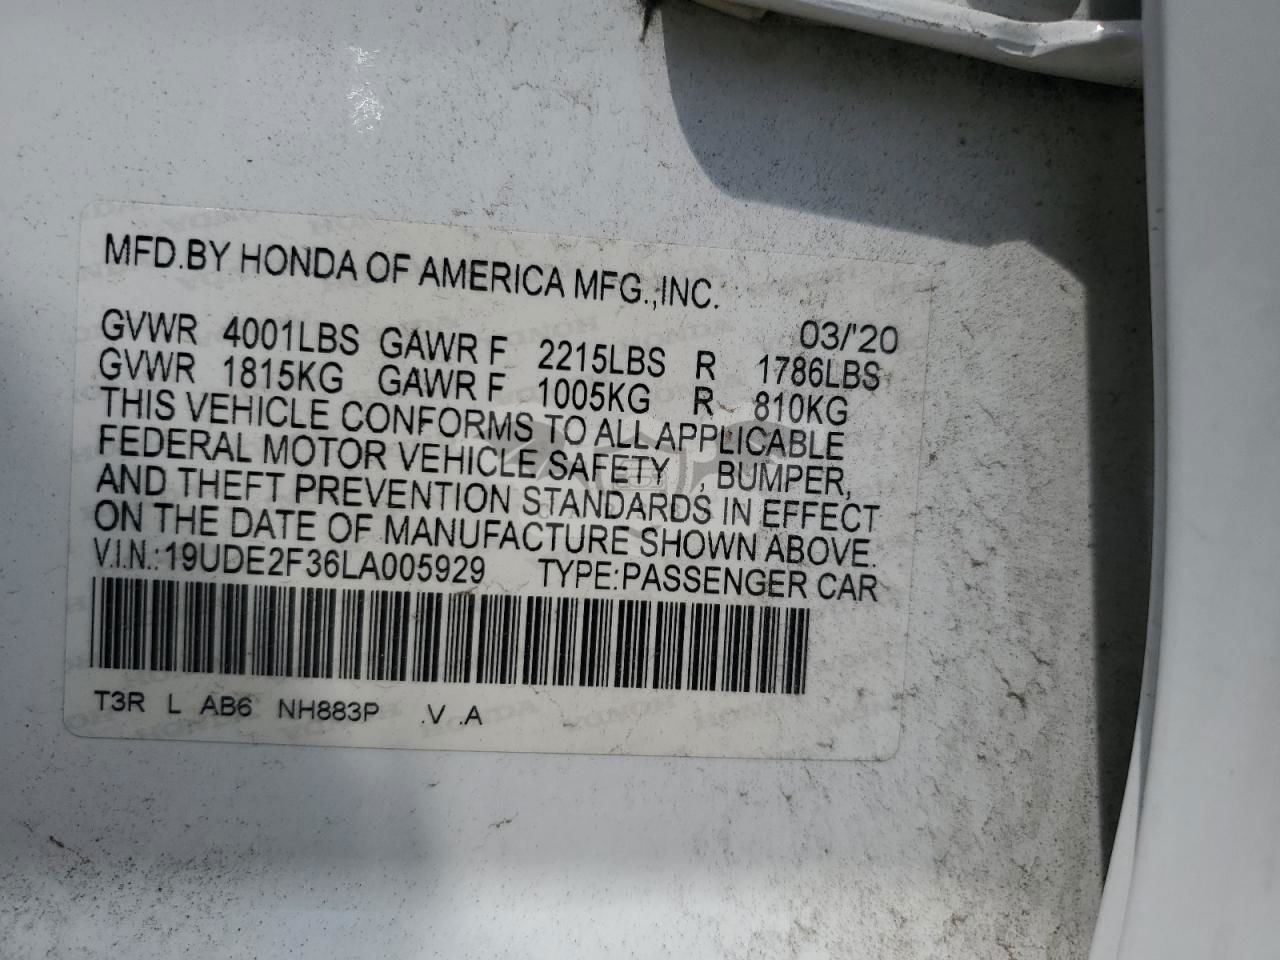 MFD.BY HONDA OF AMERICA MFG.,INC.
03/'20
GVWR 4001LBS GAWR F 2215LBS R 1786LBS
GVWR 1815KG GAWR F 1005KG R 810KG
THIS VEHICLE CONFORMS TO ALL APPLICABLE
FEDERAL MOTOR VEHICLE SAFETY , BUMPER,
AND THEFT PREVENTION STANDARDS IN EFFECT
ON THE DATE OF MANUFACTURE SHOWN ABOVE.
V.I.N.:19UDE2F36LA005929 TYPE:PASSENGER CAR
T3R L AB6 NH883P .V .A